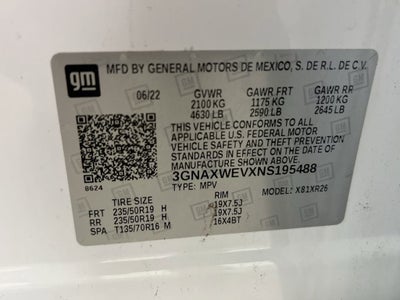 gm
MFD BY GENERAL MOTORS DE MEXICO, S. DE R.L. DE C.V.
06/22 GVWR GAWR FRT GAWR RR
2100 KG 1175 KG 1200 KG
4630 LB 2590 LB 2645 LB
THIS VEHICLE CONFORMS TO ALL
APPLICABLE U.S. FEDERAL MOTOR
VEHICLE SAFETY STANDARDS IN
EFFECT ON THE DATE OF
MANUFACTURE SHOWN ABOVE.
3GNAXWEVXNS195488
8624 TYPE: MPV MODEL: X81XR26
TIRE SIZE RIM
FRT 235/50R19 H 19X7.5J
RR 235/50R19 H 19X7.5J
SPA T135/70R16 M 16X4BT